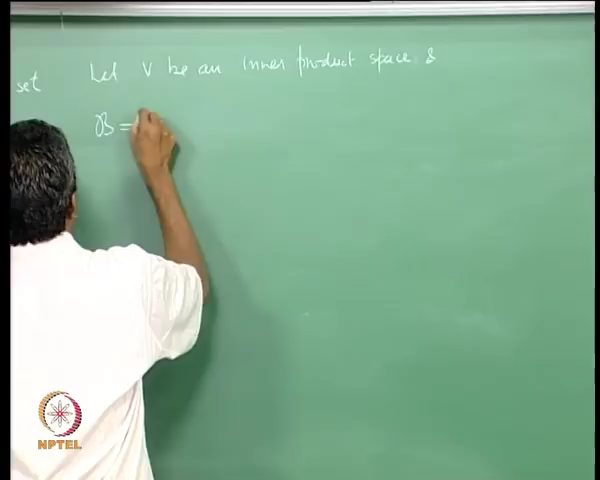 set
Let V be an inner product space &
B =
NPTEL